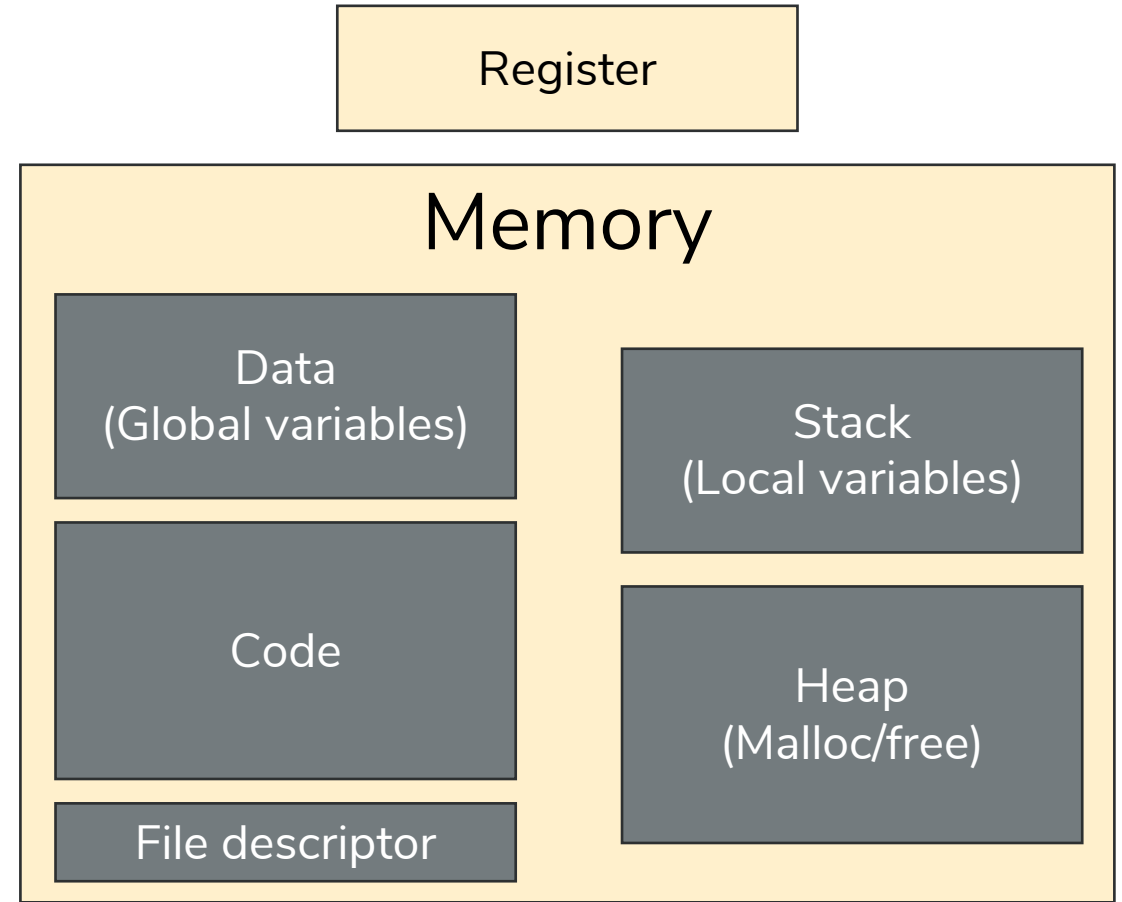 Register
Memory
Data
(Global variables)
Code
File descriptor
Stack
(Local variables)
Heap
(Malloc/free)